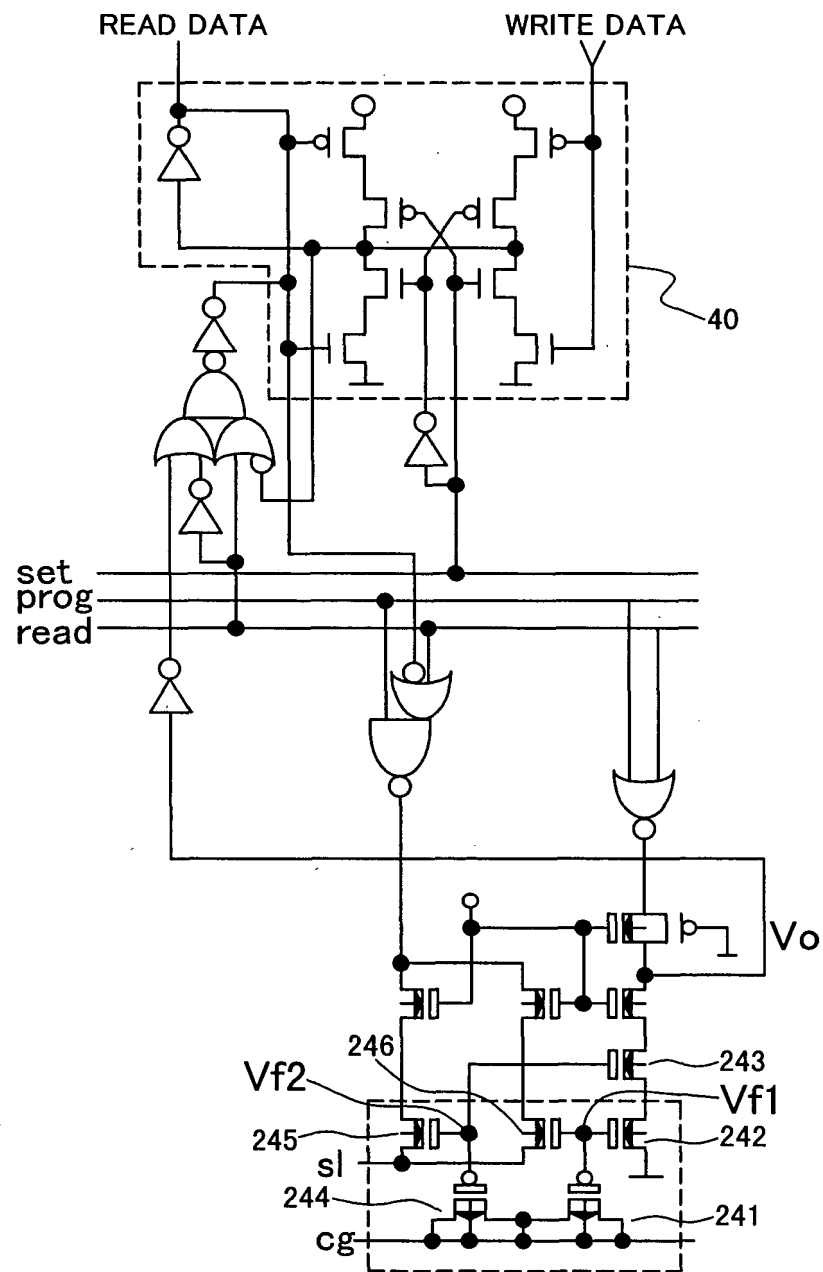 READ DATA WRITE DATA
40
set
prog
read
Vo
246
243
Vf2
Vf1
245
242
sl
244
241
cg